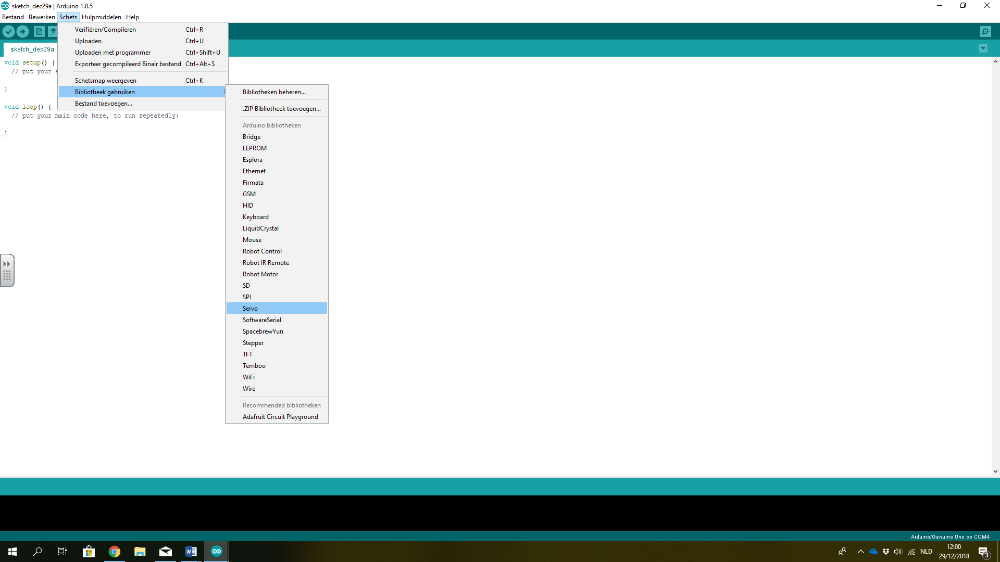 sketch_dec29a | Arduino 1.8.5
Bestand Bewerken Schets Hulpmiddelen Help
Verifiëren/Compileren Ctrl+R
Uploaden Ctrl+U
Uploaden met programmer Ctrl+Shift+U
Exporteer gecompileerd Binair bestand Ctrl+Alt+S
Schetsmap weergeven Ctrl+K
Bibliotheek gebruiken
Bestand toevoegen...
sketch_dec29a
void setup() {
// put your s
}
void loop() {
// put your main code here, to run repeatedly:
}
Bibliotheken beheren...
.ZIP Bibliotheek toevoegen...
Arduino bibliotheken
Bridge
EEPROM
Esplora
Ethernet
Firmata
GSM
HID
Keyboard
LiquidCrystal
Mouse
Robot Control
Robot IR Remote
Robot Motor
SD
SPI
Servo
SoftwareSerial
SpacebrewYun
Stepper
TFT
Temboo
WiFi
Wire
Recommended bibliotheken
Adafruit Circuit Playground
Arduino/Genuino Uno op COM4
NLD
12:00
29/12/2018
3